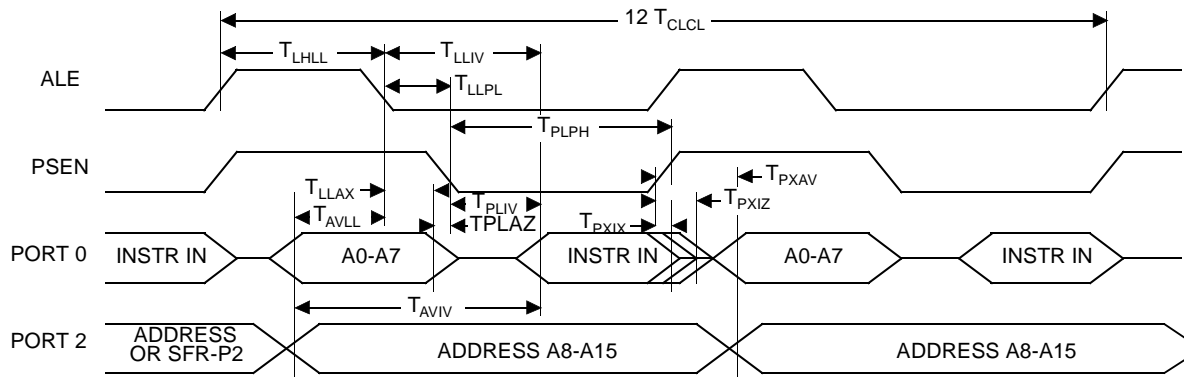 12 TCLCL
TLHLL TLLIV
ALE
TLLPL
TPLPH
PSEN
TLLAX TPXAV
TPLIV TPXIZ
TAVLL TPLAZ TPXIX
PORT 0 INSTR IN A0-A7 INSTR IN A0-A7 INSTR IN
TAVIV
PORT 2 ADDRESS OR SFR-P2 ADDRESS A8-A15 ADDRESS A8-A15